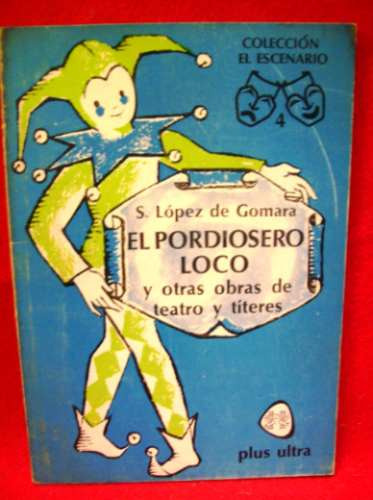 COLECCIÓN
EL ESCENARIO
4
S. López de Gomara
EL PORDIOSERO
LOCO
y otras obras de
teatro y títeres
plus ultra